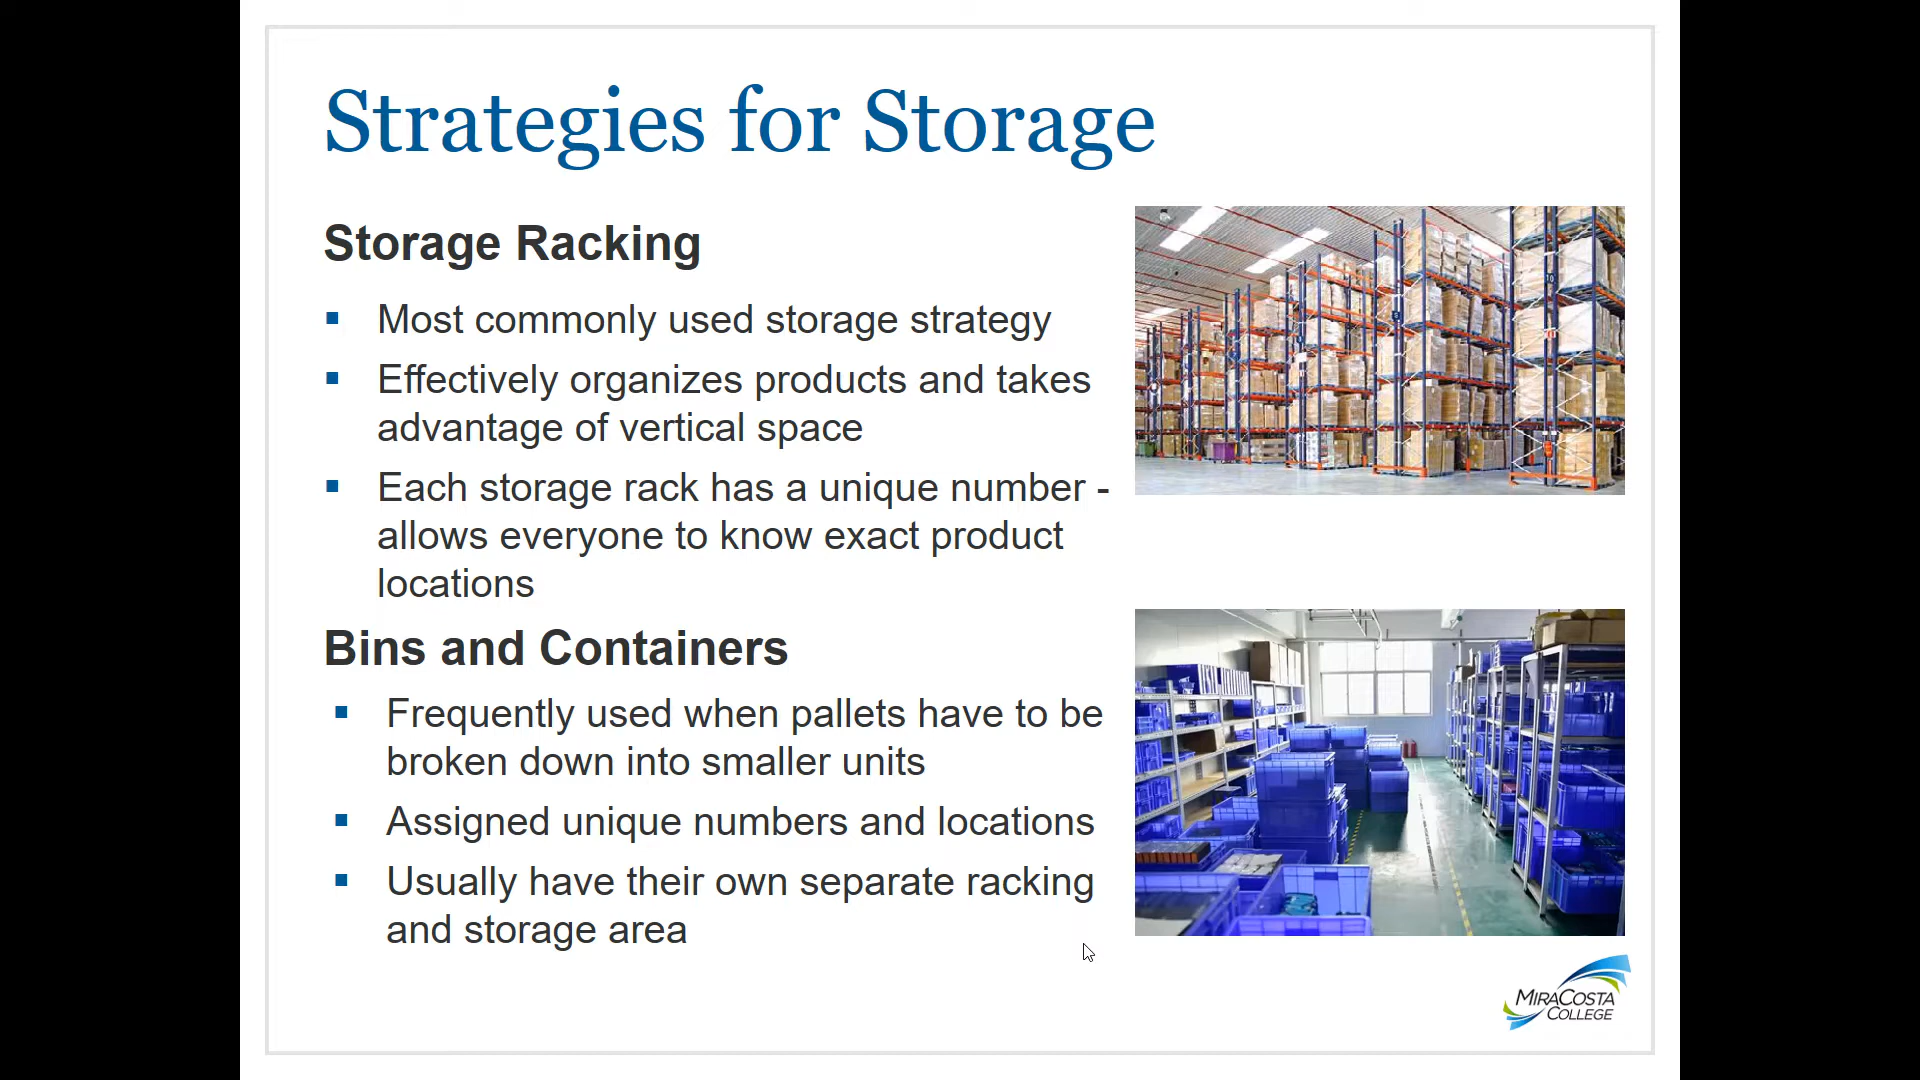 Strategies for Storage
Storage Racking
Most commonly used storage strategy
Effectively organizes products and takes
advantage of vertical space
Each storage rack has a unique number -
allows everyone to know exact product
locations
Bins and Containers
Frequently used when pallets have to be
broken down into smaller units
Assigned unique numbers and locations
Usually have their own separate racking
and storage area
MIRACOSTA
COLLEGE